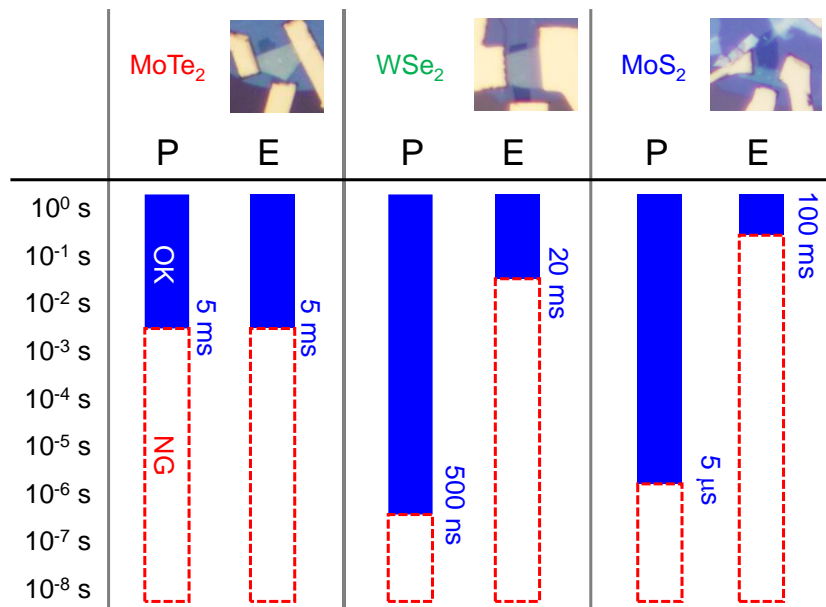 MoTe₂ WSe₂ MoS₂
P E P E P E
10⁰ s
10⁻¹ s
10⁻² s
10⁻³ s
10⁻⁴ s
10⁻⁵ s
10⁻⁶ s
10⁻⁷ s
10⁻⁸ s
OK
NG
5 ms
5 ms
500 ns
20 ms
5 μs
100 ms